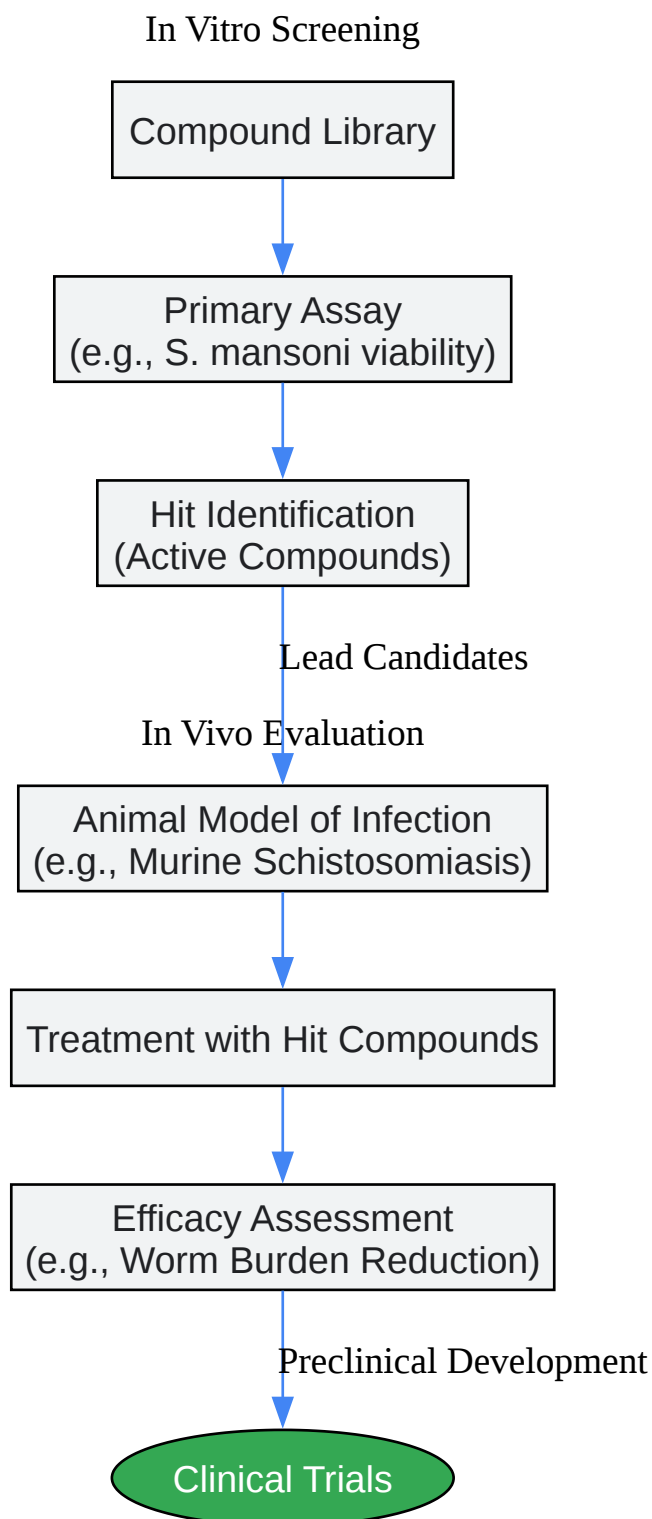 In Vitro Screening
Compound Library
Primary Assay
(e.g., S. mansoni viability)
Hit Identification
(Active Compounds)
Lead Candidates
In Vivo Evaluation
Animal Model of Infection
(e.g., Murine Schistosomiasis)
Treatment with Hit Compounds
Efficacy Assessment
(e.g., Worm Burden Reduction)
Preclinical Development
Clinical Trials